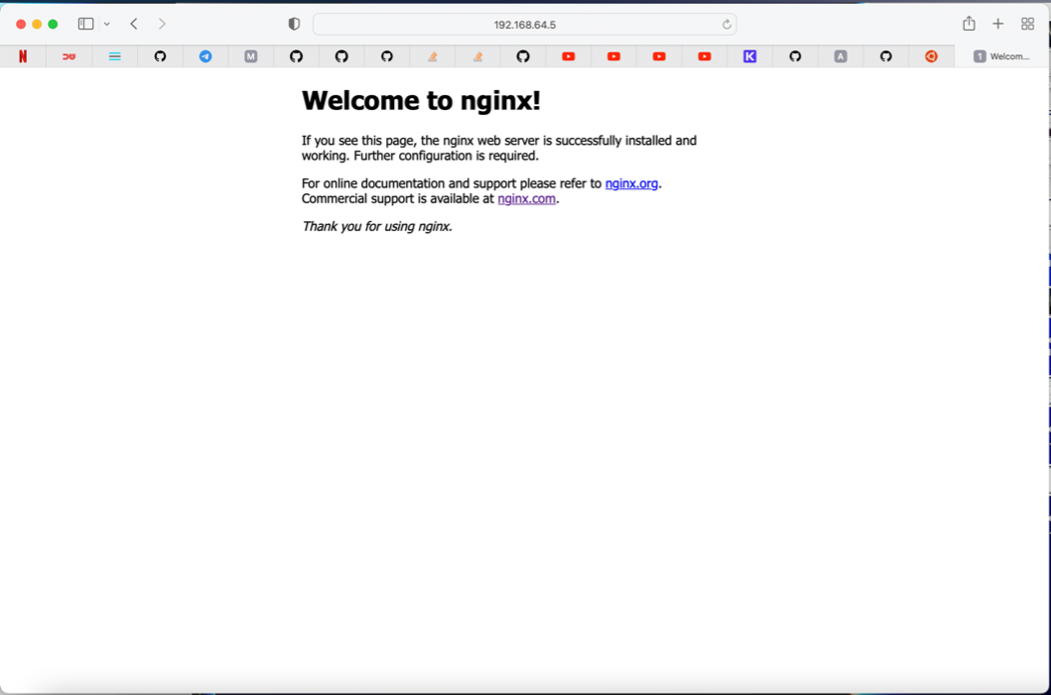 192.168.64.5
N
M
K
A
1 Welcom...
Welcome to nginx!
If you see this page, the nginx web server is successfully installed and
working. Further configuration is required.
For online documentation and support please refer to nginx.org.
Commercial support is available at nginx.com.
Thank you for using nginx.